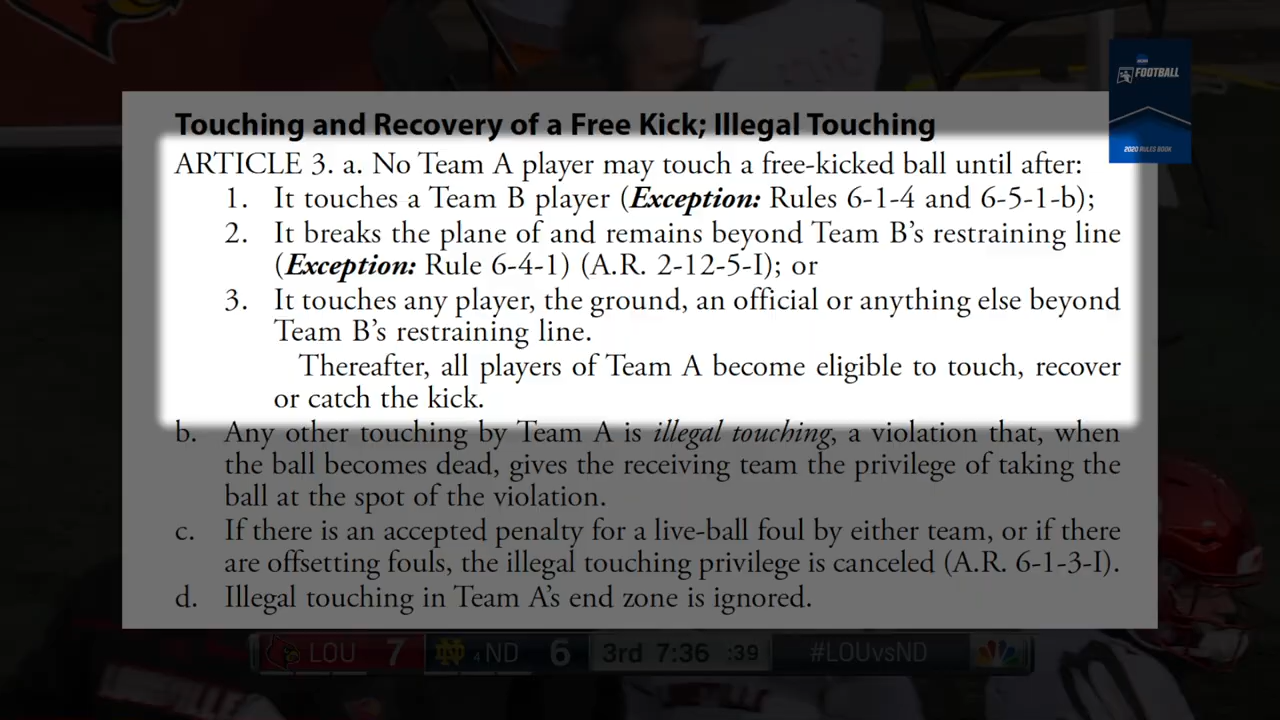 FOOTBALL
2020 RULES BOOK
Touching and Recovery of a Free Kick; Illegal Touching
ARTICLE 3. a. No Team A player may touch a free-kicked ball until after:
1. It touches a Team B player (Exception: Rules 6-1-4 and 6-5-1-b);
2. It breaks the plane of and remains beyond Team B’s restraining line
(Exception: Rule 6-4-1) (A.R. 2-12-5-I); or
3. It touches any player, the ground, an official or anything else beyond
Team B’s restraining line.
Thereafter, all players of Team A become eligible to touch, recover
or catch the kick.
b. Any other touching by Team A is illegal touching, a violation that, when
the ball becomes dead, gives the receiving team the privilege of taking the
ball at the spot of the violation.
c. If there is an accepted penalty for a live-ball foul by either team, or if there
are offsetting fouls, the illegal touching privilege is canceled (A.R. 6-1-3-I).
d. Illegal touching in Team A’s end zone is ignored.
LOU 7 4 ND 6 3rd 7:36 :39 #LOUvsND